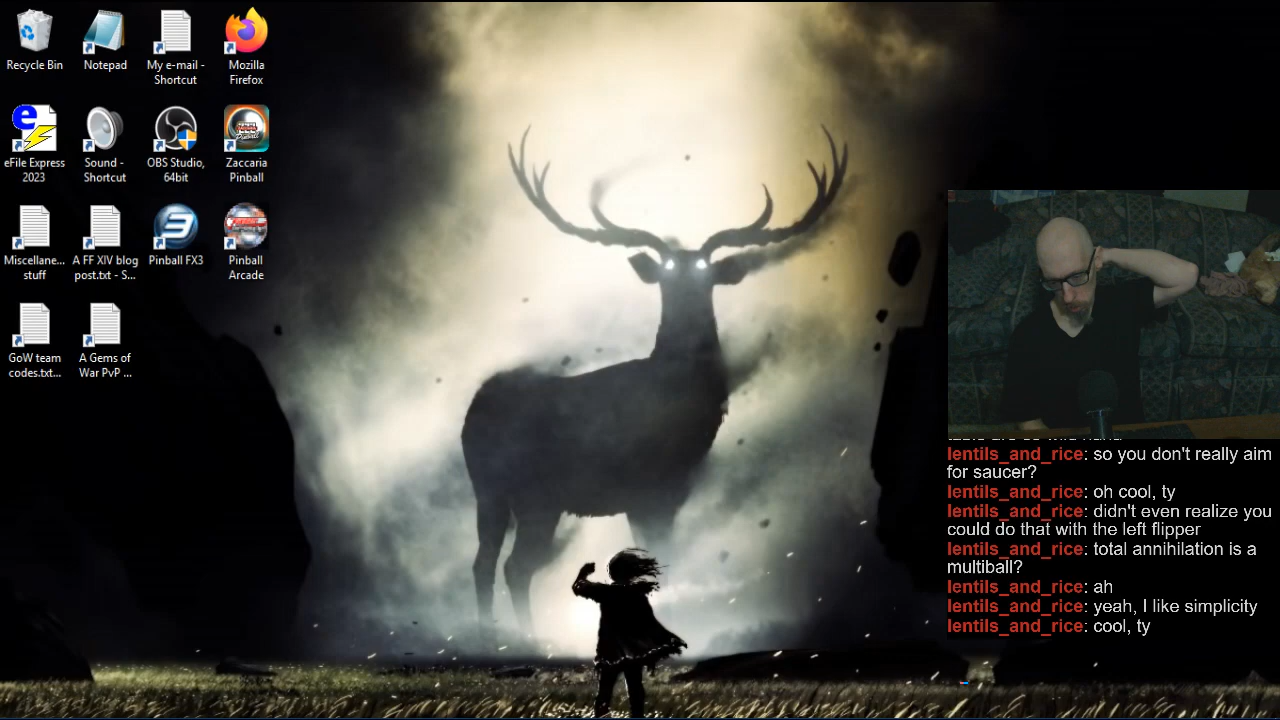 Recycle Bin
Notepad
My e-mail -
Shortcut
Mozilla
Firefox
eFile Express
2023
Sound -
Shortcut
OBS Studio,
64bit
Zaccaria
Pinball
Miscellane...
stuff
A FF XIV blog
post.txt - S...
Pinball FX3
Pinball
Arcade
GoW team
codes.txt...
A Gems of
War PvP ...
lentils_and_rice: so you don't really aim
for saucer?
lentils_and_rice: oh cool, ty
lentils_and_rice: didn't even realize you
could do that with the left flipper
lentils_and_rice: total annihilation is a
multiball?
lentils_and_rice: ah
lentils_and_rice: yeah, I like simplicity
lentils_and_rice: cool, ty